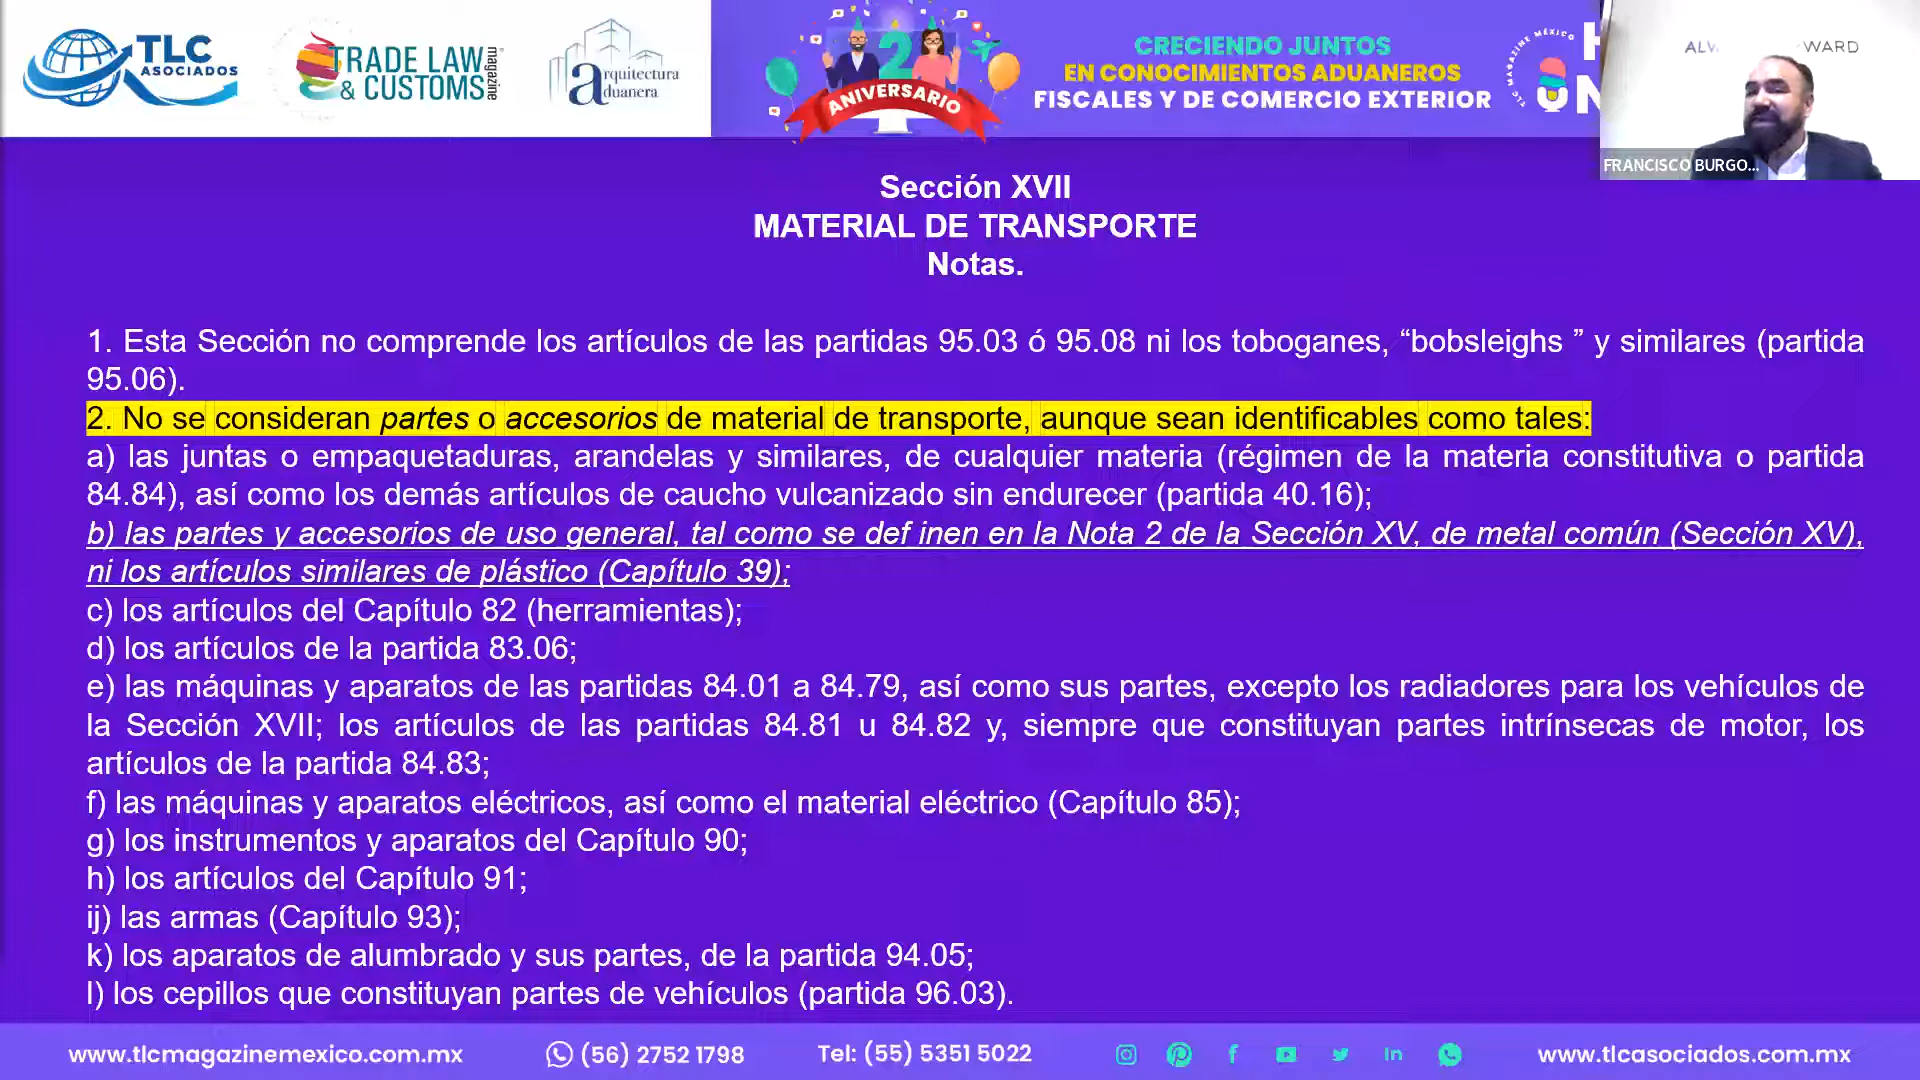 TLC
ASOCIADOS
TRADE LAW
& CUSTOMS
magazine
arquitectura
aduanera
2
ANIVERSARIO
CRECIENDO JUNTOS
EN CONOCIMIENTOS ADUANEROS
FISCALES Y DE COMERCIO EXTERIOR
TLC MAGAZINE MÉXICO
H
N
ALW
WARD
FRANCISCO BURGO...
Sección XVII
MATERIAL DE TRANSPORTE
Notas.
1. Esta Sección no comprende los artículos de las partidas 95.03 ó 95.08 ni los toboganes, “bobsleighs ” y similares (partida
95.06).
2. No se consideran partes o accesorios de material de transporte, aunque sean identificables como tales:
a) las juntas o empaquetaduras, arandelas y similares, de cualquier materia (régimen de la materia constitutiva o partida
84.84), así como los demás artículos de caucho vulcanizado sin endurecer (partida 40.16);
b) las partes y accesorios de uso general, tal como se def inen en la Nota 2 de la Sección XV, de metal común (Sección XV),
ni los artículos similares de plástico (Capítulo 39);
c) los artículos del Capítulo 82 (herramientas);
d) los artículos de la partida 83.06;
e) las máquinas y aparatos de las partidas 84.01 a 84.79, así como sus partes, excepto los radiadores para los vehículos de
la Sección XVII; los artículos de las partidas 84.81 u 84.82 y, siempre que constituyan partes intrínsecas de motor, los
artículos de la partida 84.83;
f) las máquinas y aparatos eléctricos, así como el material eléctrico (Capítulo 85);
g) los instrumentos y aparatos del Capítulo 90;
h) los artículos del Capítulo 91;
ij) las armas (Capítulo 93);
k) los aparatos de alumbrado y sus partes, de la partida 94.05;
l) los cepillos que constituyan partes de vehículos (partida 96.03).
www.tlcmagazinemexico.com.mx
(56) 2752 1798
Tel: (55) 5351 5022
www.tlcasociados.com.mx